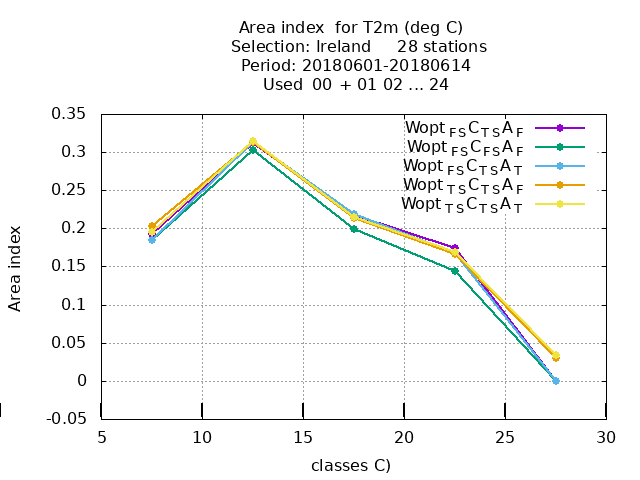 Area index  for T2m (deg C)
Selection: Ireland     28 stations
Period: 20180601-20180614
Used  00 + 01 02 ... 24
Wopt FS C TS A F
Wopt FS C FS A F
Wopt FS C TS A T
Wopt TS C TS A F
Wopt TS C TS A T
0.35
0.3
0.25
0.2
0.15
0.1
0.05
0
-0.05
Area index
5 10 15 20 25 30
classes C)